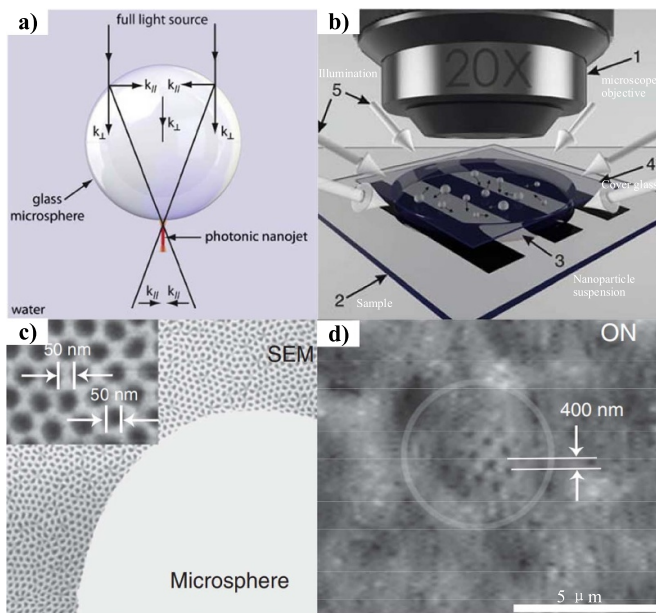 a)
full light source
k// k//
k⊥ k⊥ k⊥
glass
microsphere
photonic nanojet
k// k//
water
b)
20X
1
microscope
objective
Illumination
5
4
Cover glass
3
2
Sample
Nanoparticle
suspension
c)
50 nm
50 nm
SEM
Microsphere
d)
ON
400 nm
5 μm